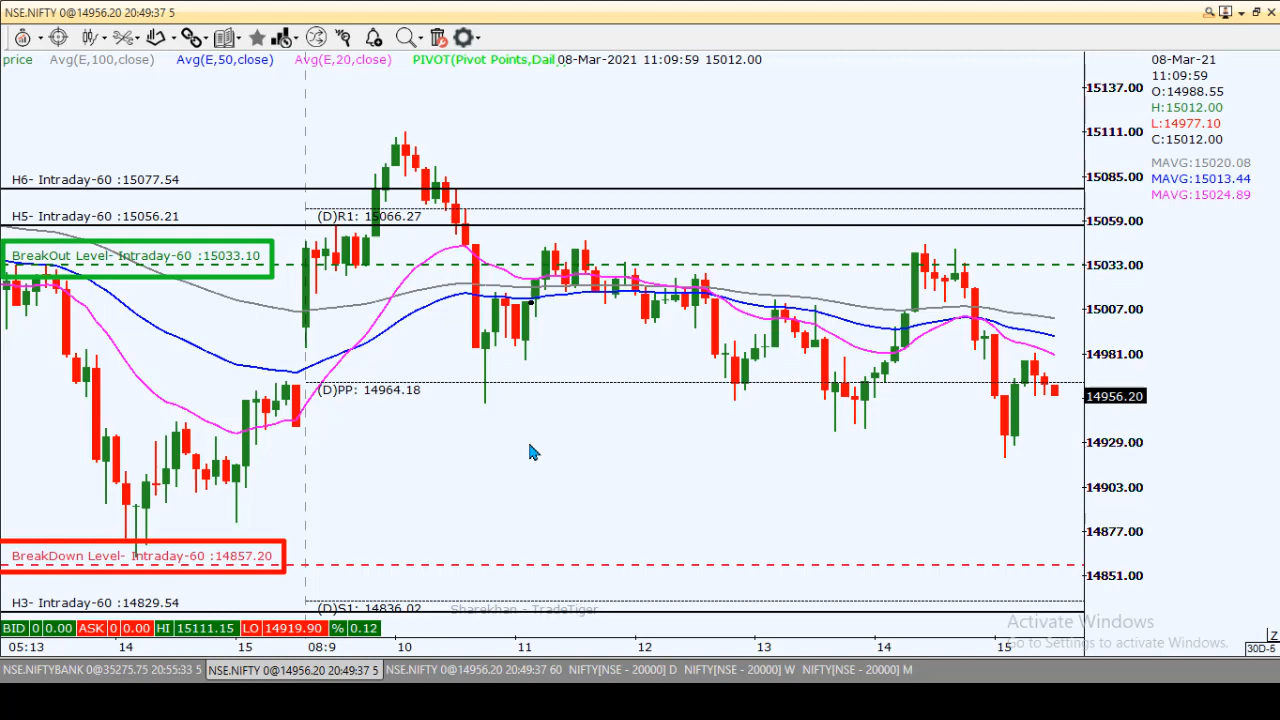 NSE.NIFTY 0@14956.20 20:49:37 5
price Avg(E,100,close) Avg(E,50,close) Avg(E,20,close) PIVOT(Pivot Points,Dail 08-Mar-2021 11:09:59 15012.00
08-Mar-21
11:09:59
O:14988.55
H:15012.00
L:14977.10
C:15012.00
MAVG:15020.08
MAVG:15013.44
MAVG:15024.89
15137.00
15111.00
15085.00
15059.00
15033.00
15007.00
14981.00
14956.20
14929.00
14903.00
14877.00
14851.00
H6- Intraday-60 :15077.54
H5- Intraday-60 :15056.21
(D)R1: 15066.27
BreakOut Level- Intraday-60 :15033.10
(D)PP: 14964.18
BreakDown Level- Intraday-60 :14857.20
H3- Intraday-60 :14829.54
(D)S1: 14836.02
Sharekhan - TradeTiger
Activate Windows
Go to Settings to activate Windows.
BID 0 0.00 ASK 0 0.00 HI 15111.15 LO 14919.90 % 0.12
05:13 14 15 08:9 10 11 12 13 14 15
Z
30D-5
NSE.NIFTYBANK 0@35275.75 20:55:33 5 NSE.NIFTY 0@14956.20 20:49:37 5 NSE.NIFTY 0@14956.20 20:49:37 60 NIFTY[NSE - 20000] D NIFTY[NSE - 20000] W NIFTY[NSE - 20000] M